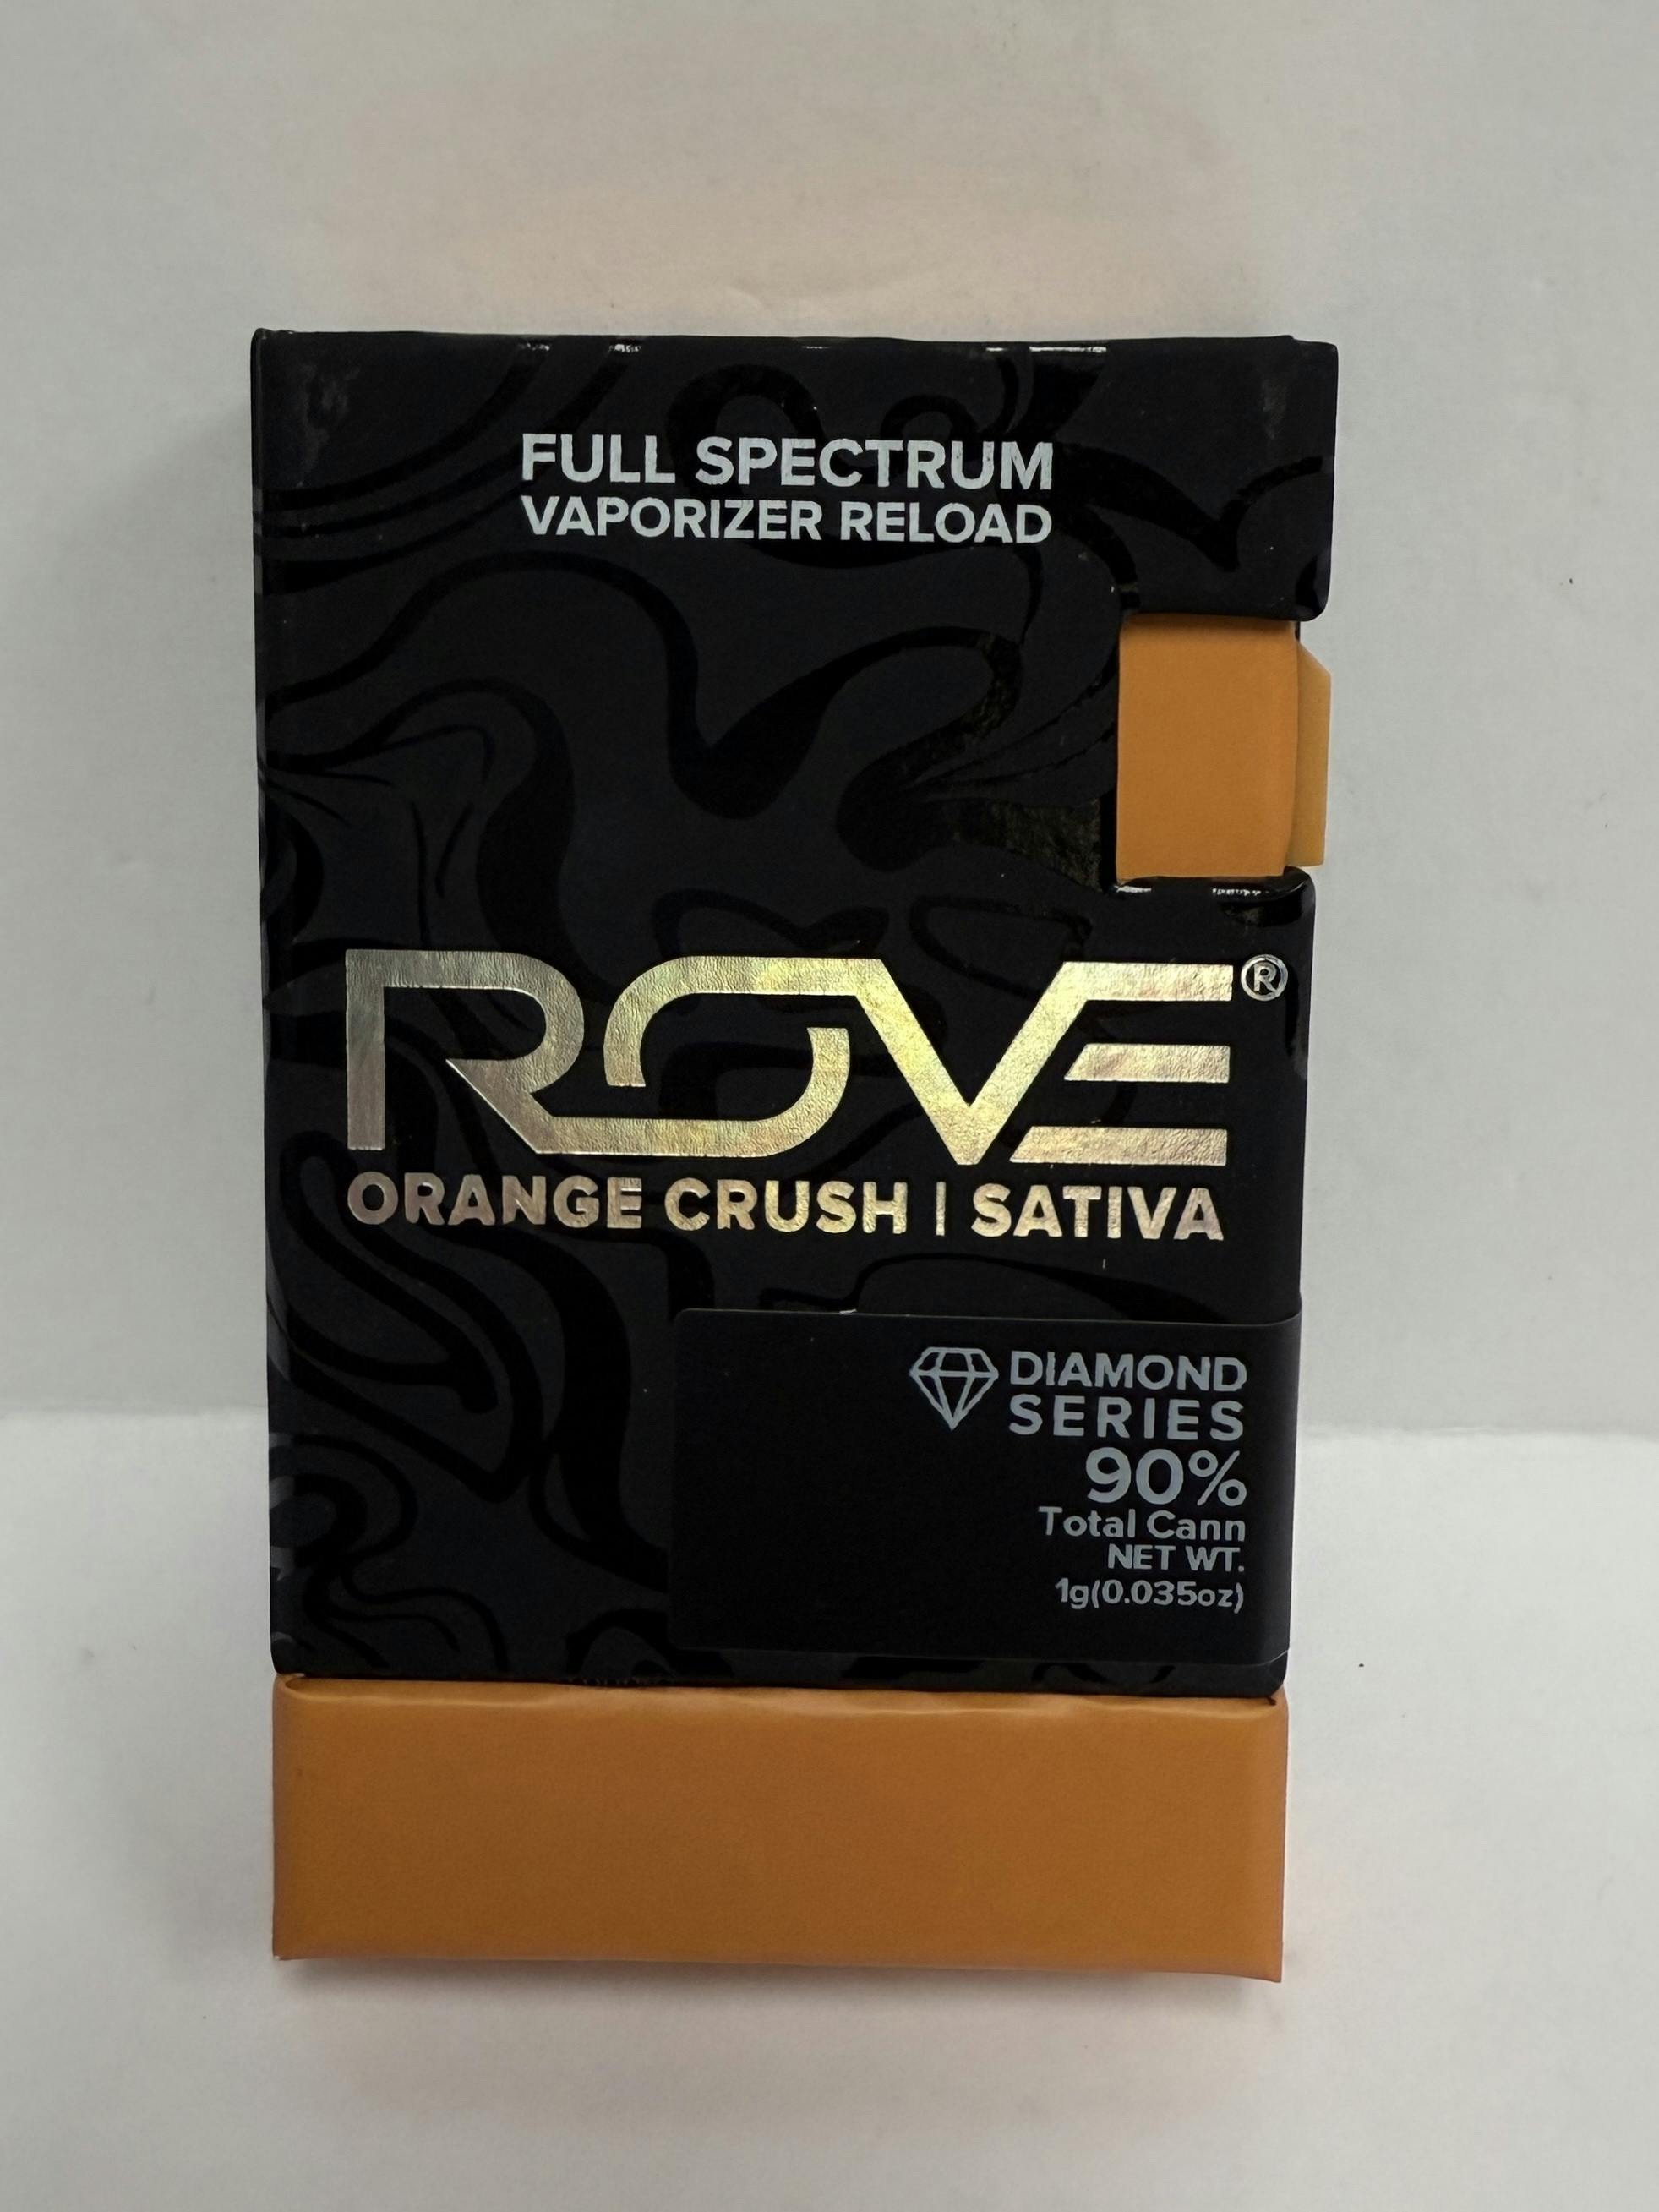 FULL SPECTRUM
VAPORIZER RELOAD
ROVE®
ORANGE CRUSH | SATIVA
DIAMOND
SERIES
90%
Total Cann
NET WT.
1g(0.035oz)